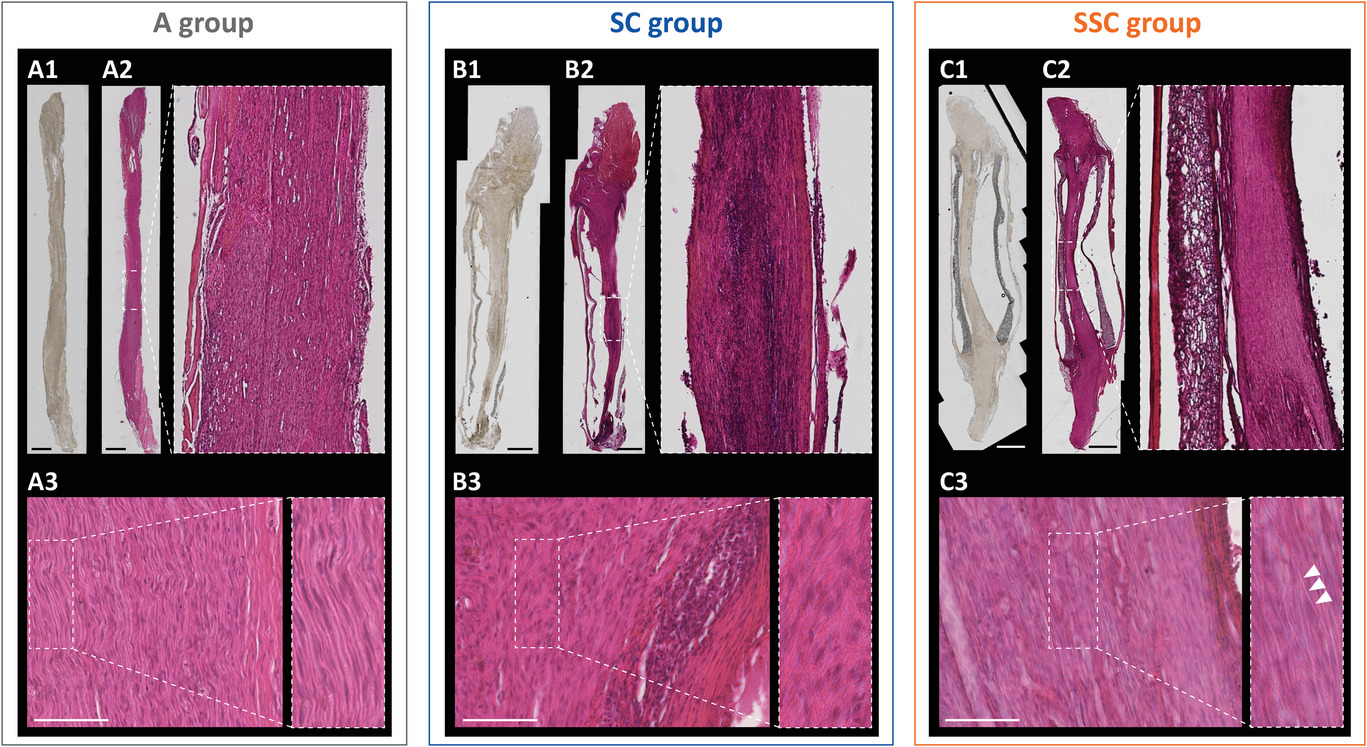 A group
SC group
SSC group
A1 A2
B1 B2
C1 C2
A3
B3
C3